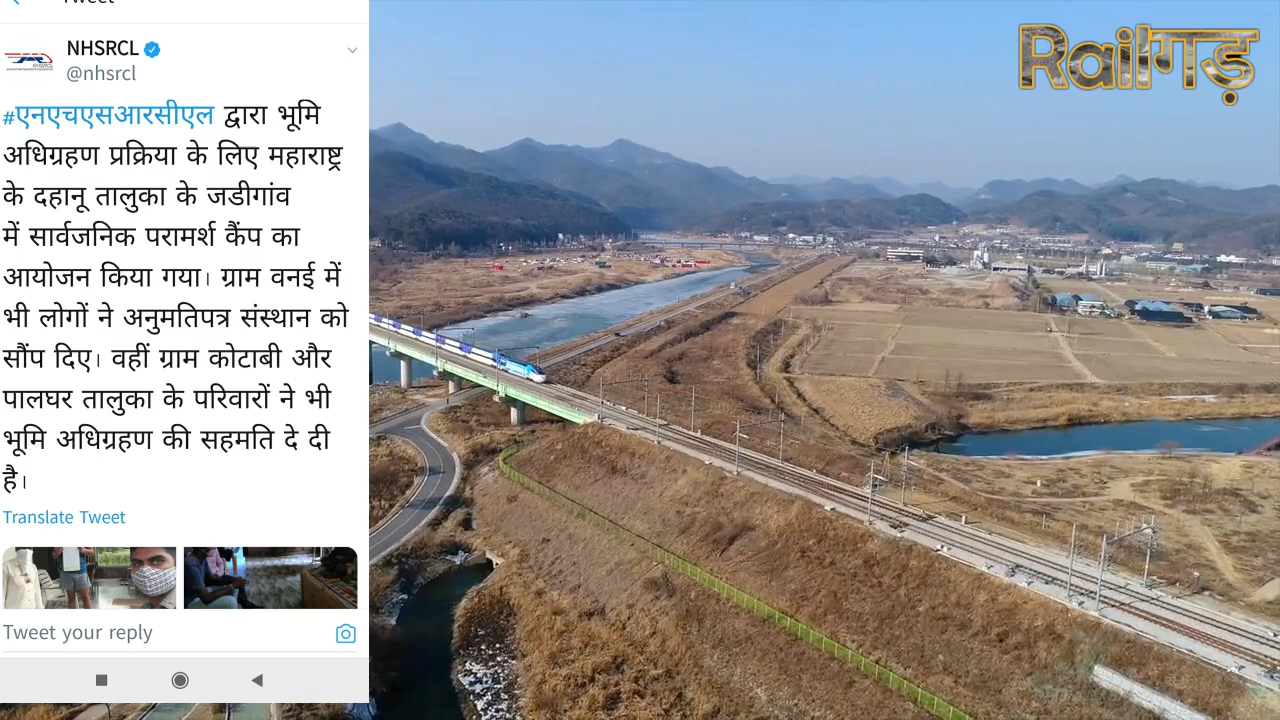 Tweet
NHSRCL
@nhsrcl
#एनएचएसआरसीएल द्वारा भूमि
अधिग्रहण प्रक्रिया के लिए महाराष्ट्र
के दहानू तालुका के जडीगांव
में सार्वजनिक परामर्श कैंप का
आयोजन किया गया। ग्राम वनई में
भी लोगों ने अनुमतिपत्र संस्थान को
सौंप दिए। वहीं ग्राम कोटाबी और
पालघर तालुका के परिवारों ने भी
भूमि अधिग्रहण की सहमति दे दी
है।
Translate Tweet
Tweet your reply
Railगड़